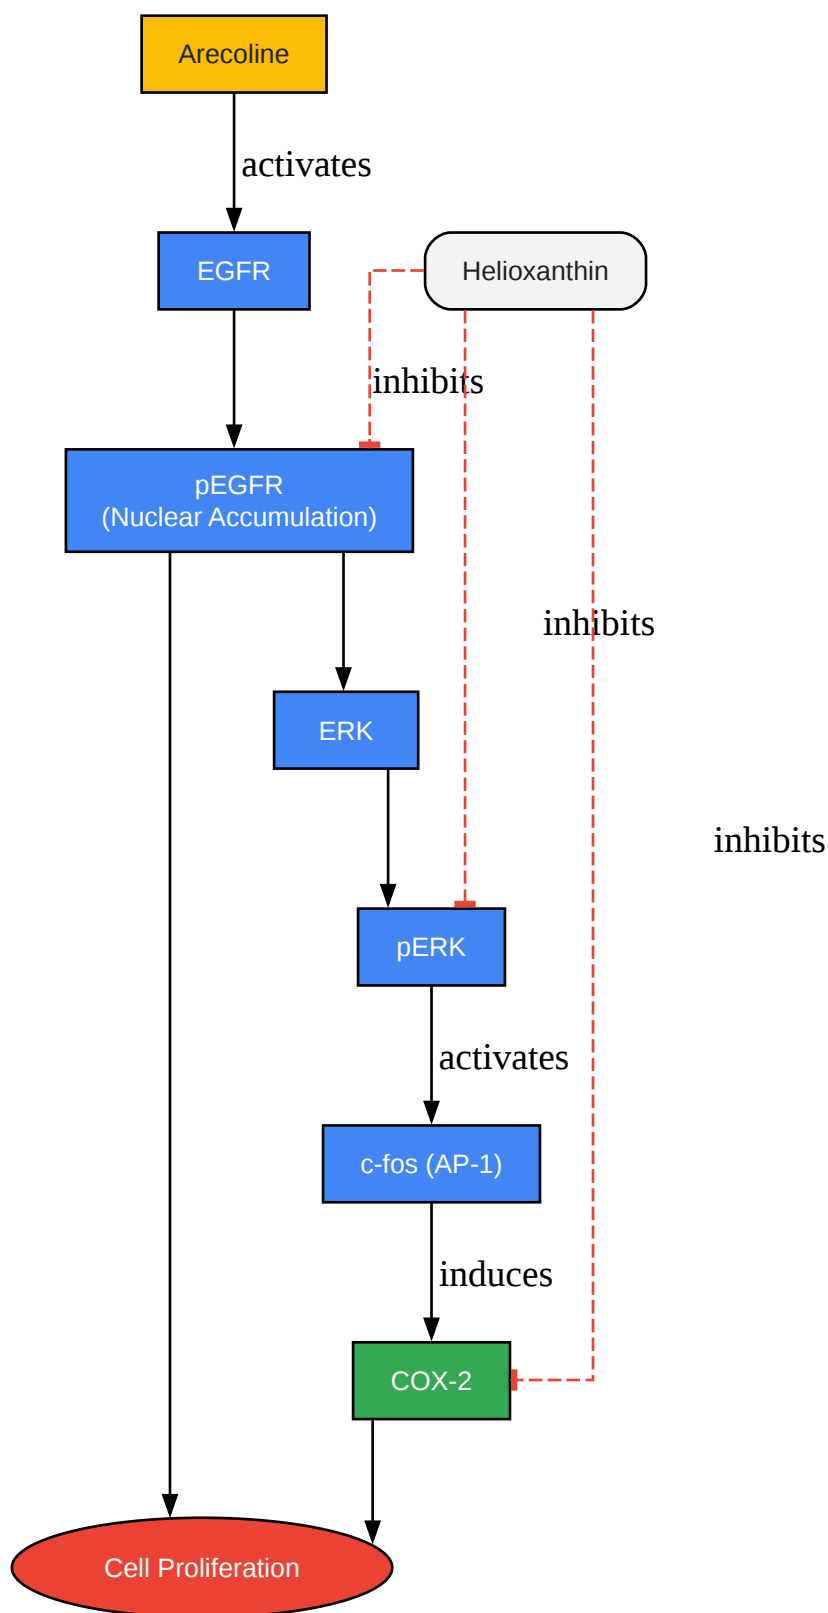 Arecoline
activates
EGFR
Helioxanthin
inhibits
pEGFR
(Nuclear Accumulation)
inhibits
ERK
inhibits
pERK
activates
c-fos (AP-1)
induces
COX-2
Cell Proliferation